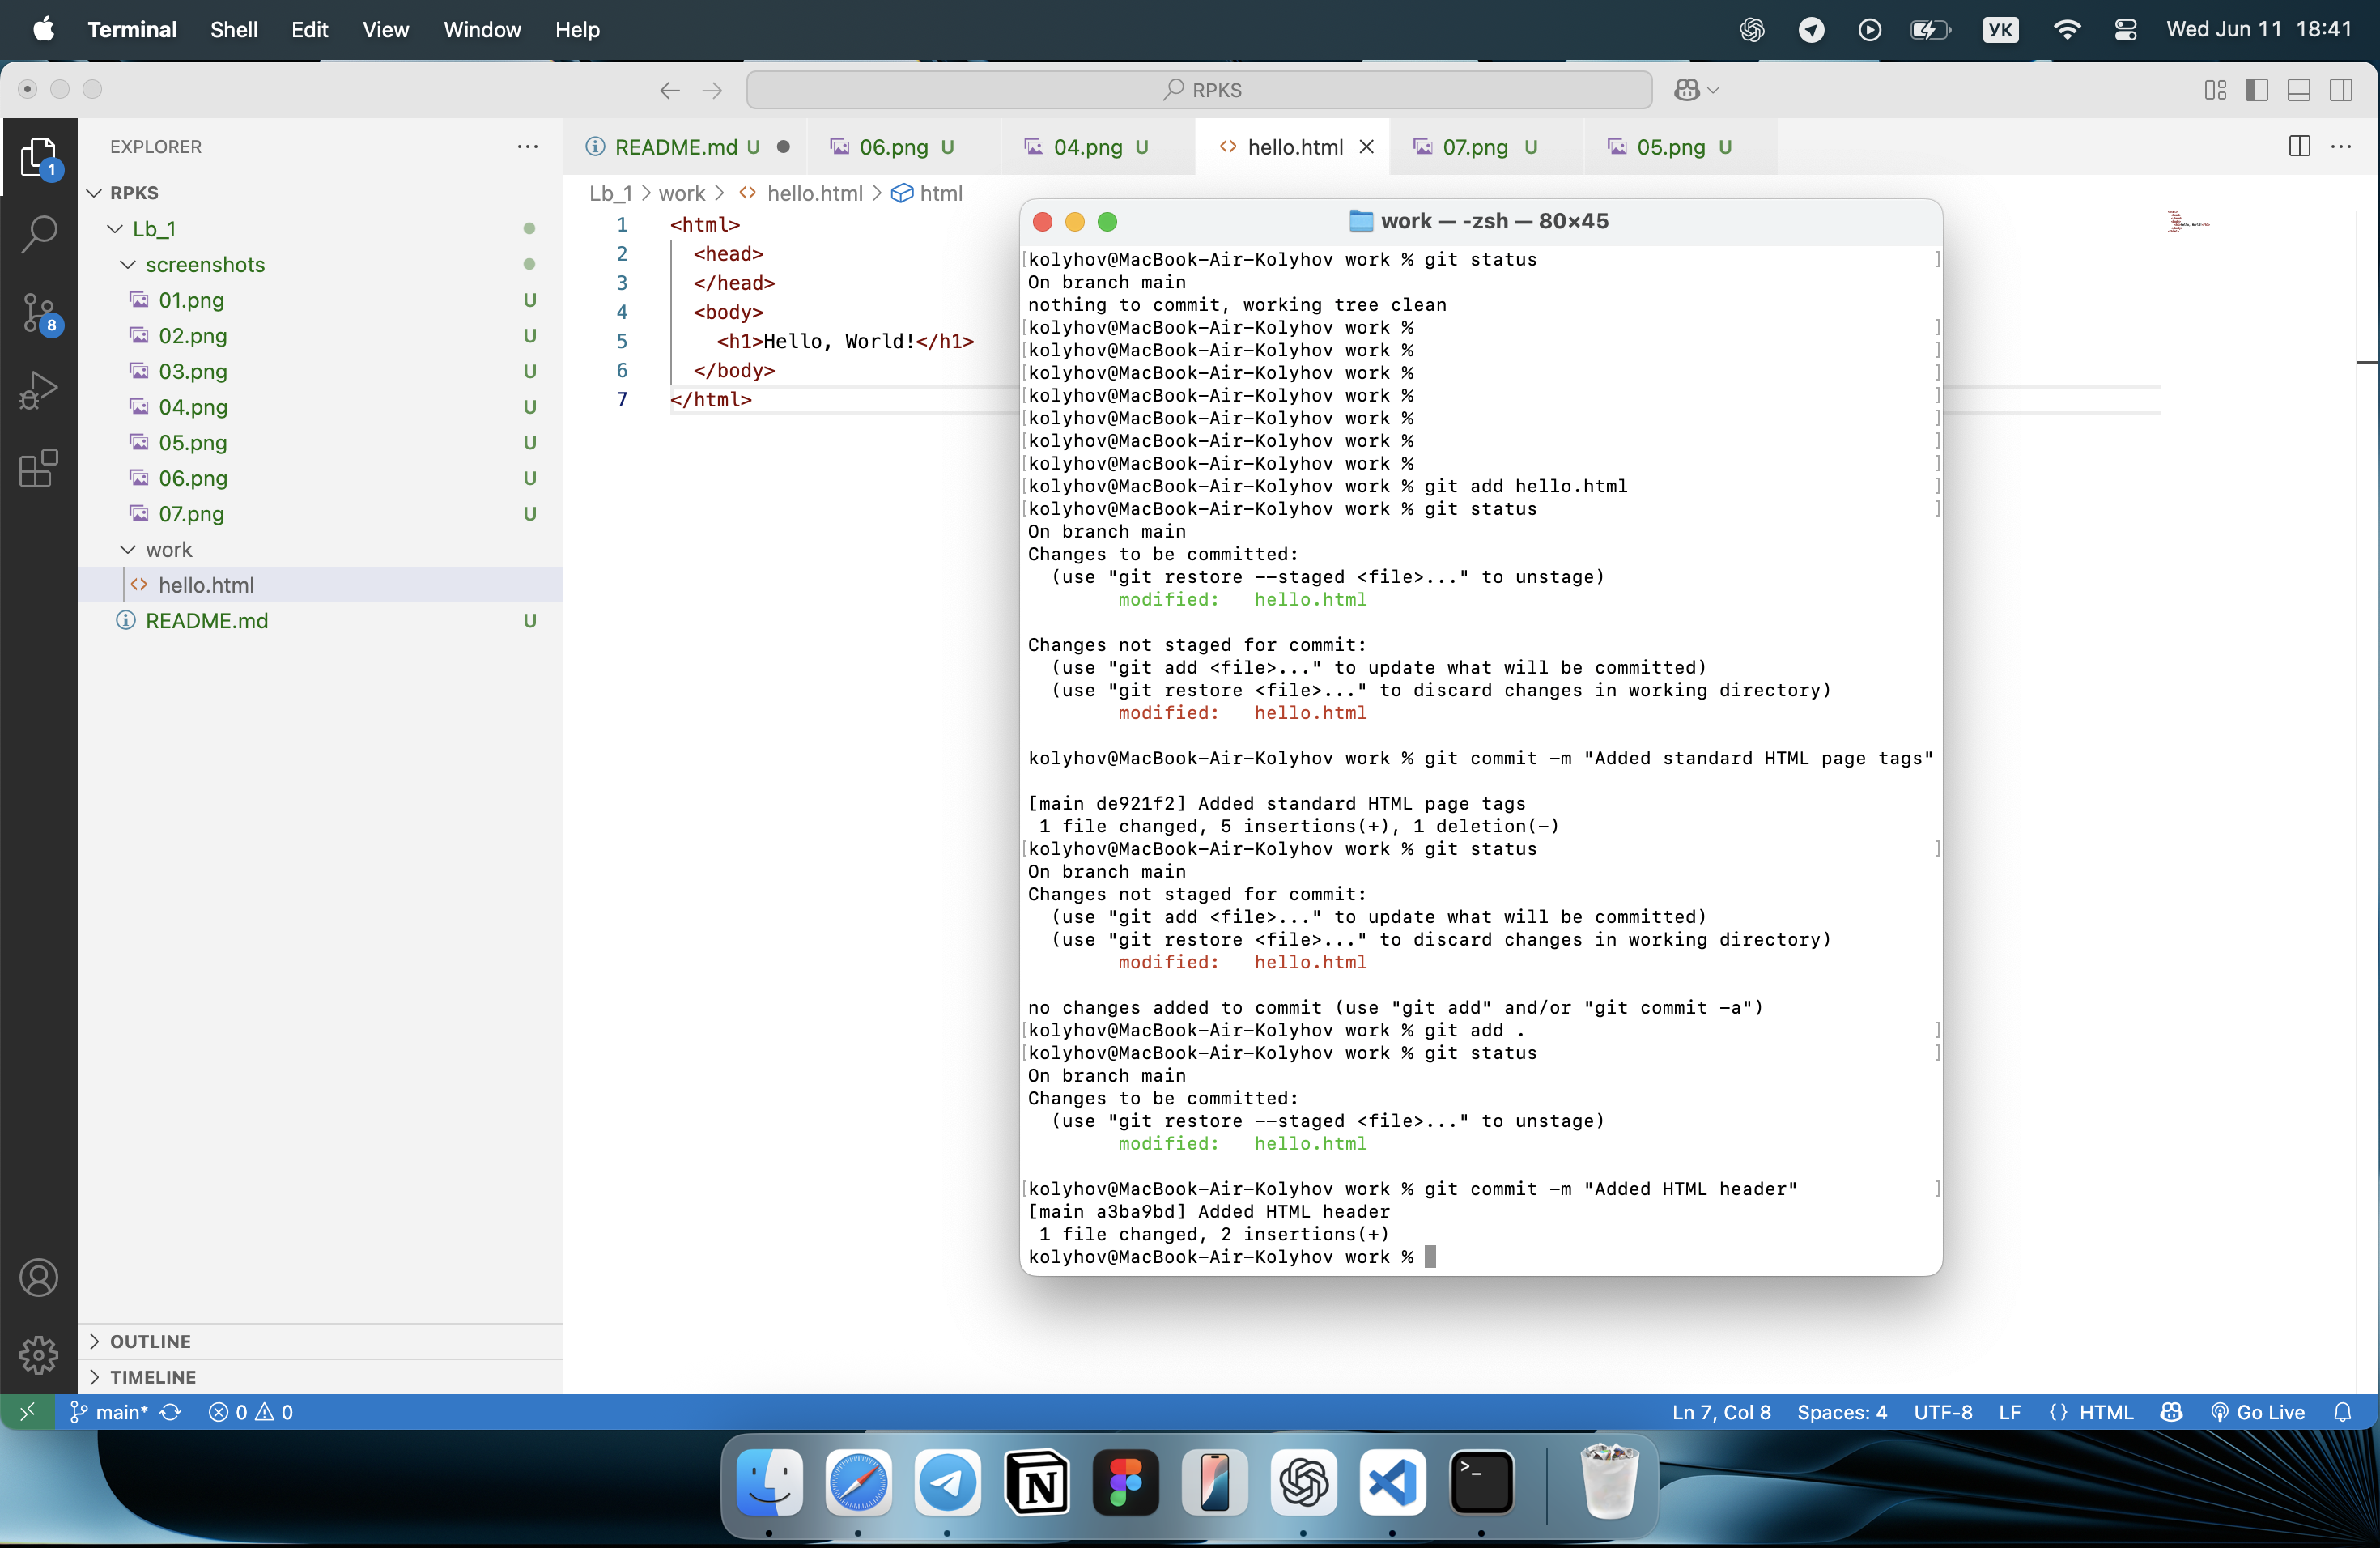 Terminal Shell Edit View Window Help УК Wed Jun 11 18:41
RPKS
EXPLORER
RPKS
Lb_1
screenshots
01.png U
02.png U
03.png U
04.png U
05.png U
06.png U
07.png U
work
hello.html
README.md U
OUTLINE
TIMELINE
1
8
README.md U 06.png U 04.png U hello.html 07.png U 05.png U
Lb_1 > work > hello.html > html
1 <html>
2 <head>
3 </head>
4 <body>
5 <h1>Hello, World!</h1>
6 </body>
7 </html>
work — -zsh — 80×45
[kolyhov@MacBook-Air-Kolyhov work % git status ]
On branch main
nothing to commit, working tree clean
[kolyhov@MacBook-Air-Kolyhov work % ]
[kolyhov@MacBook-Air-Kolyhov work % ]
[kolyhov@MacBook-Air-Kolyhov work % ]
[kolyhov@MacBook-Air-Kolyhov work % ]
[kolyhov@MacBook-Air-Kolyhov work % ]
[kolyhov@MacBook-Air-Kolyhov work % ]
[kolyhov@MacBook-Air-Kolyhov work % ]
[kolyhov@MacBook-Air-Kolyhov work % git add hello.html ]
[kolyhov@MacBook-Air-Kolyhov work % git status ]
On branch main
Changes to be committed:
(use "git restore --staged <file>..." to unstage)
modified: hello.html
Changes not staged for commit:
(use "git add <file>..." to update what will be committed)
(use "git restore <file>..." to discard changes in working directory)
modified: hello.html
kolyhov@MacBook-Air-Kolyhov work % git commit -m "Added standard HTML page tags"
[main de921f2] Added standard HTML page tags
1 file changed, 5 insertions(+), 1 deletion(-)
[kolyhov@MacBook-Air-Kolyhov work % git status ]
On branch main
Changes not staged for commit:
(use "git add <file>..." to update what will be committed)
(use "git restore <file>..." to discard changes in working directory)
modified: hello.html
no changes added to commit (use "git add" and/or "git commit -a")
[kolyhov@MacBook-Air-Kolyhov work % git add . ]
[kolyhov@MacBook-Air-Kolyhov work % git status ]
On branch main
Changes to be committed:
(use "git restore --staged <file>..." to unstage)
modified: hello.html
[kolyhov@MacBook-Air-Kolyhov work % git commit -m "Added HTML header" ]
[main a3ba9bd] Added HTML header
1 file changed, 2 insertions(+)
kolyhov@MacBook-Air-Kolyhov work %
main* 0 0 Ln 7, Col 8 Spaces: 4 UTF-8 LF {} HTML Go Live